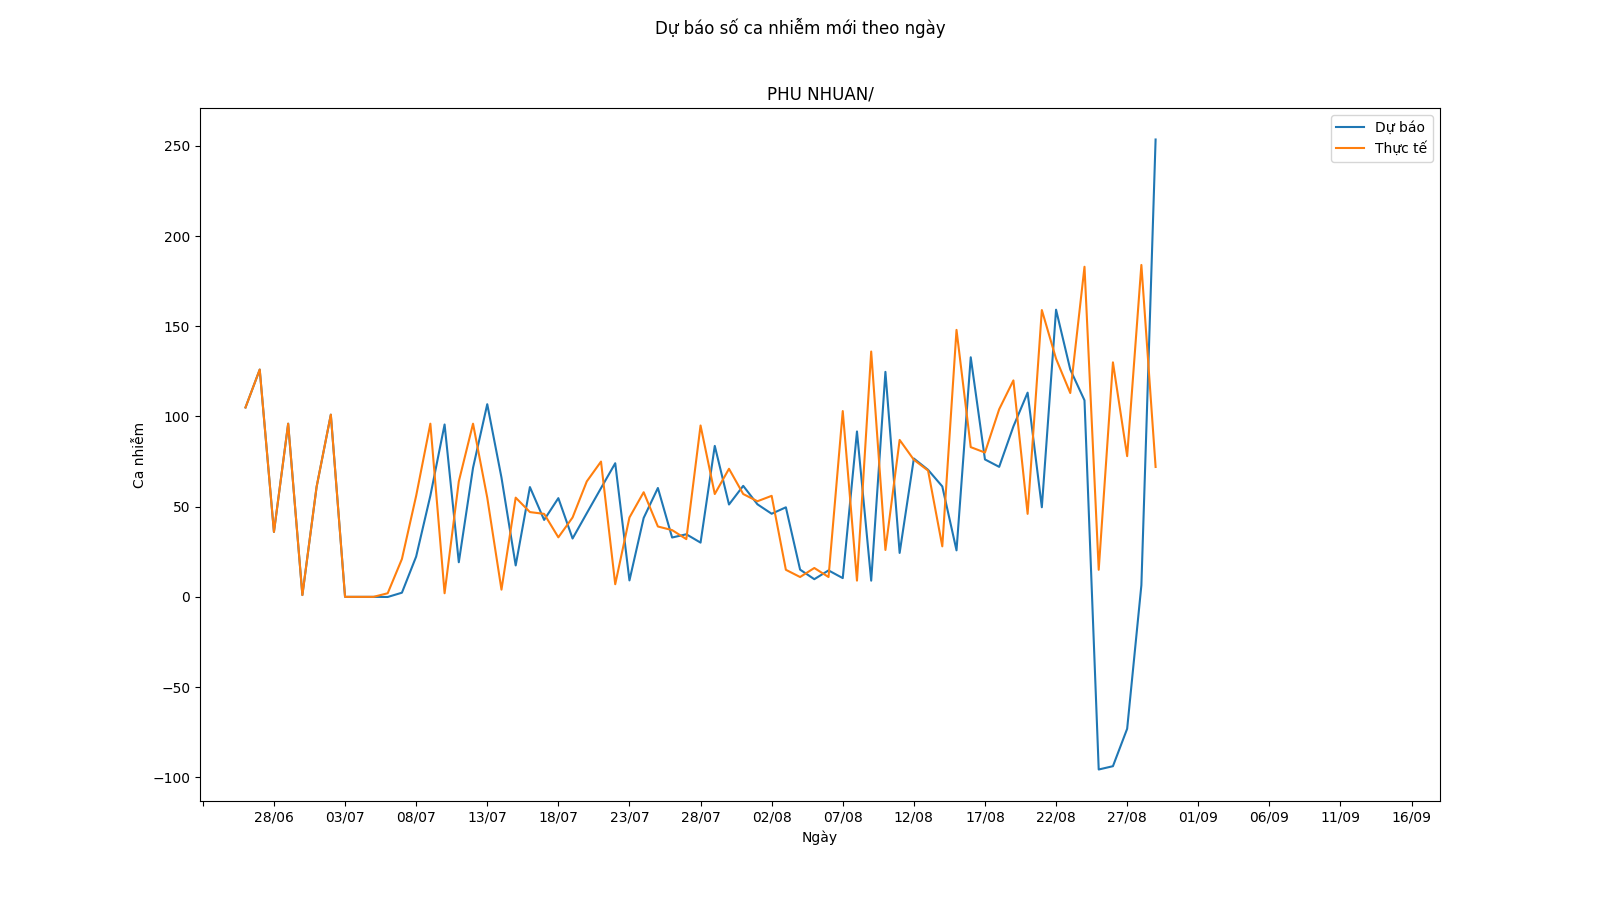 Dự báo số ca nhiễm mới theo ngày
PHU NHUAN/
Dự báo
Thực tế
250
200
150
100
50
0
−50
−100
Ca nhiễm
28/06 03/07 08/07 13/07 18/07 23/07 28/07 02/08 07/08 12/08 17/08 22/08 27/08 01/09 06/09 11/09 16/09
Ngày